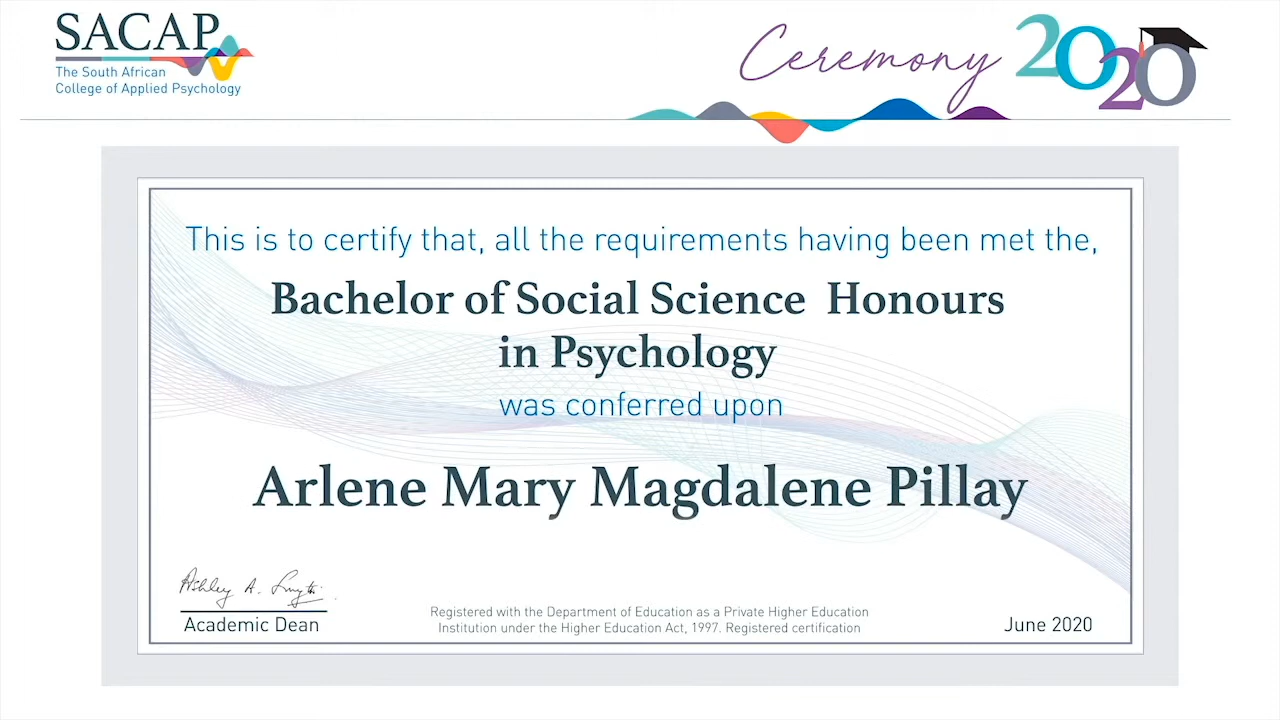 SACAP
The South African
College of Applied Psychology
Ceremony 2020
This is to certify that, all the requirements having been met the,
Bachelor of Social Science Honours
in Psychology
was conferred upon
Arlene Mary Magdalene Pillay
Ashley A. Smyth
Academic Dean
Registered with the Department of Education as a Private Higher Education
Institution under the Higher Education Act, 1997. Registered certification
June 2020